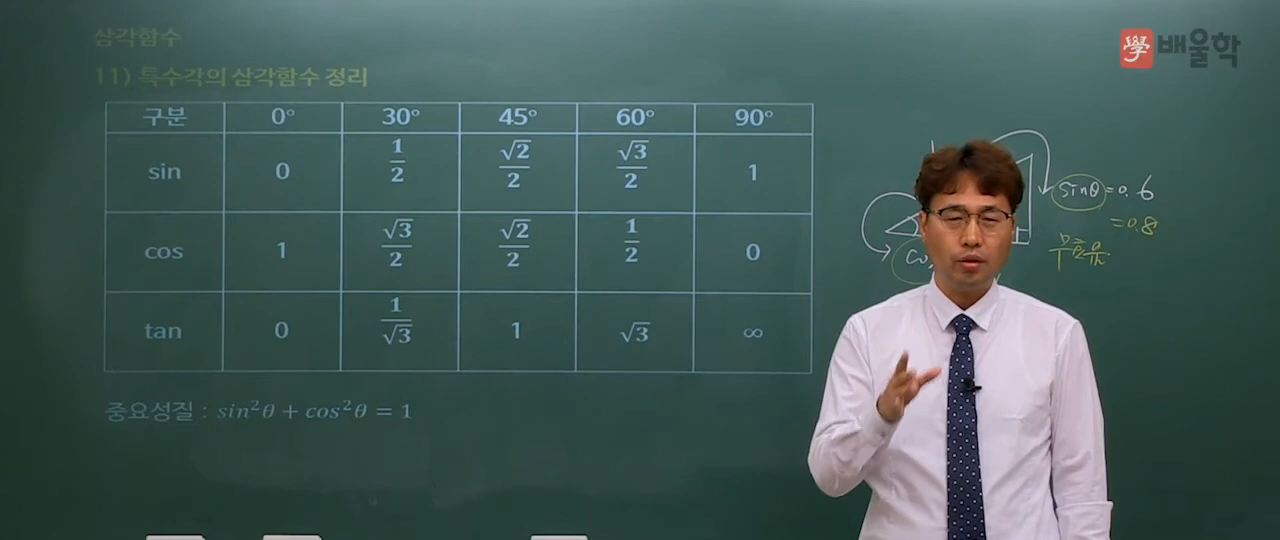 삼각함수
學 배울학
11) 특수각의 삼각함수 정리
구분 0° 30° 45° 60° 90°
sin 0 1/2 √2/2 √3/2 1
cos 1 √3/2 √2/2 1/2 0
tan 0 1/√3 1 √3 ∞
중요성질 : sin²θ + cos²θ = 1
sinθ = 0.6
= 0.8